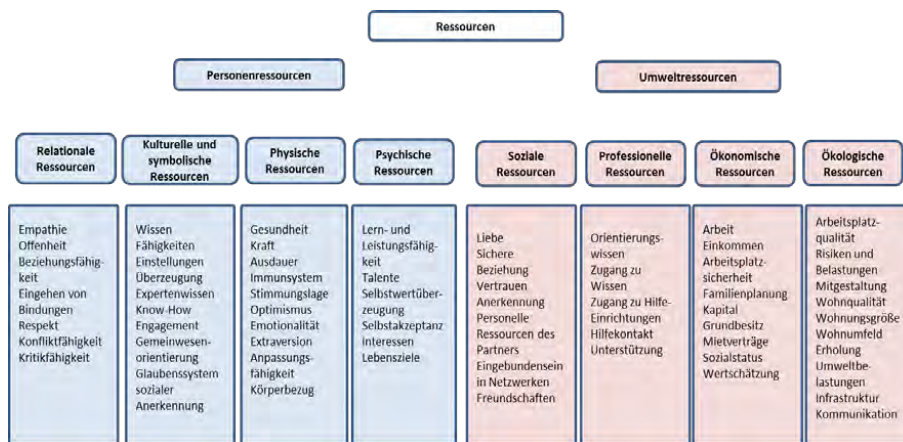 Ressourcen
Personenressourcen
Umweltressourcen
Relationale
Ressourcen
Kulturelle und
symbolische
Ressourcen
Physische
Ressourcen
Psychische
Ressourcen
Soziale
Ressourcen
Professionelle
Ressourcen
Ökonomische
Ressourcen
Ökologische
Ressourcen
Empathie
Offenheit
Beziehungsfähig-
keit
Eingehen von
Bindungen
Respekt
Konfliktfähigkeit
Kritikfähigkeit
Wissen
Fähigkeiten
Einstellungen
Überzeugung
Expertenwissen
Know-How
Engagement
Gemeinwesen-
orientierung
Glaubenssystem
sozialer
Anerkennung
Gesundheit
Kraft
Ausdauer
Immunsystem
Stimmungslage
Optimismus
Emotionalität
Extraversion
Anpassungs-
fähigkeit
Körperbezug
Lern- und
Leistungsfähig-
keit
Talente
Selbstwertüber-
zeugung
Selbstakzeptanz
Interessen
Lebensziele
Liebe
Sichere
Beziehung
Vertrauen
Anerkennung
Personelle
Ressourcen des
Partners
Eingebundensein
in Netzwerken
Freundschaften
Orientierungs-
wissen
Zugang zu
Wissen
Zugang zu Hilfe-
Einrichtungen
Hilfekontakt
Unterstützung
Arbeit
Einkommen
Arbeitsplatz-
sicherheit
Familienplanung
Kapital
Grundbesitz
Mietverträge
Sozialstatus
Wertschätzung
Arbeitsplatz-
qualität
Risiken und
Belastungen
Mitgestaltung
Wohnqualität
Wohnungsgröße
Wohnumfeld
Erholung
Umweltbe-
lastungen
Infrastruktur
Kommunikation